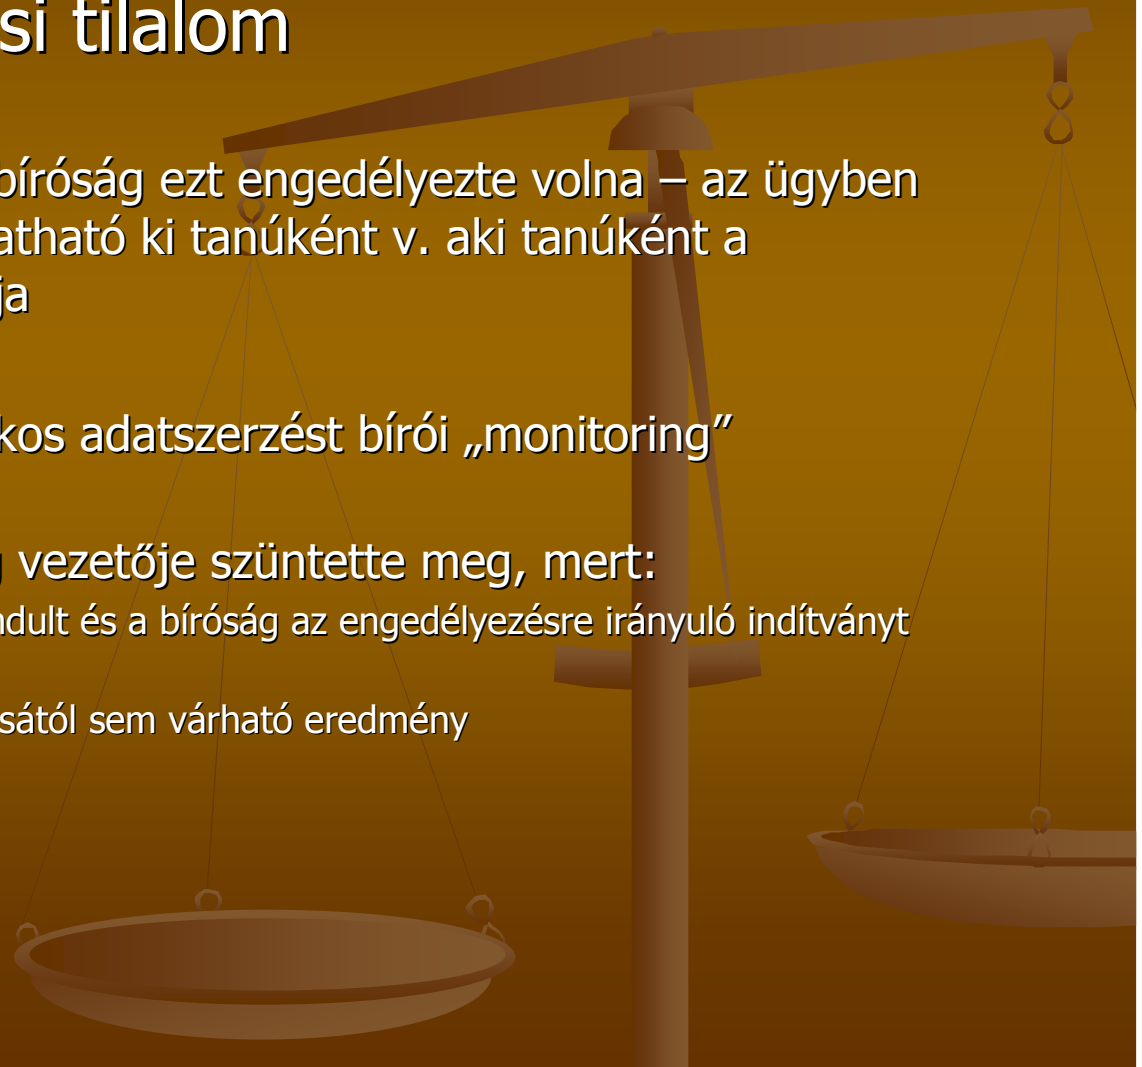 si tilalom
bíróság ezt engedélyezte volna – az ügyben
atható ki tanúként v. aki tanúként a
ja
kos adatszerzést bírói „monitoring”
vezetője szüntette meg, mert:
ndult és a bíróság az engedélyezésre irányuló indítványt
sától sem várható eredmény